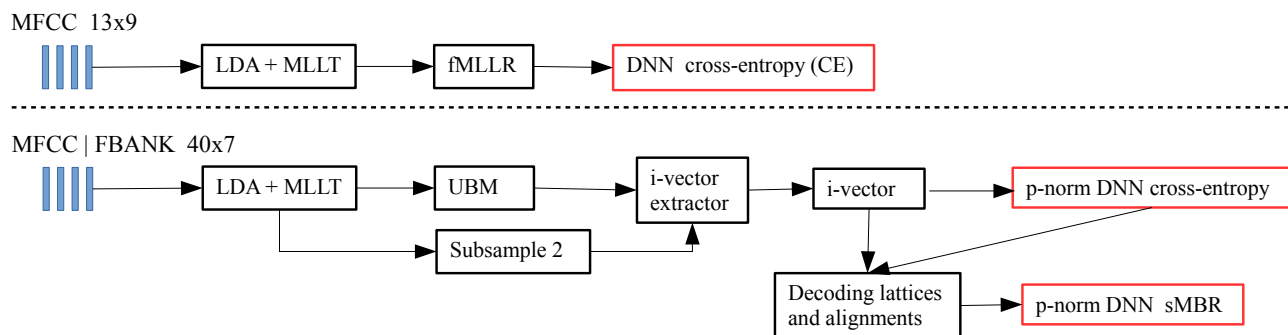 MFCC 13x9
LDA + MLLT
fMLLR
DNN cross-entropy (CE)
MFCC | FBANK 40x7
LDA + MLLT
UBM
i-vector
extractor
i-vector
p-norm DNN cross-entropy
Subsample 2
Decoding lattices
and alignments
p-norm DNN sMBR